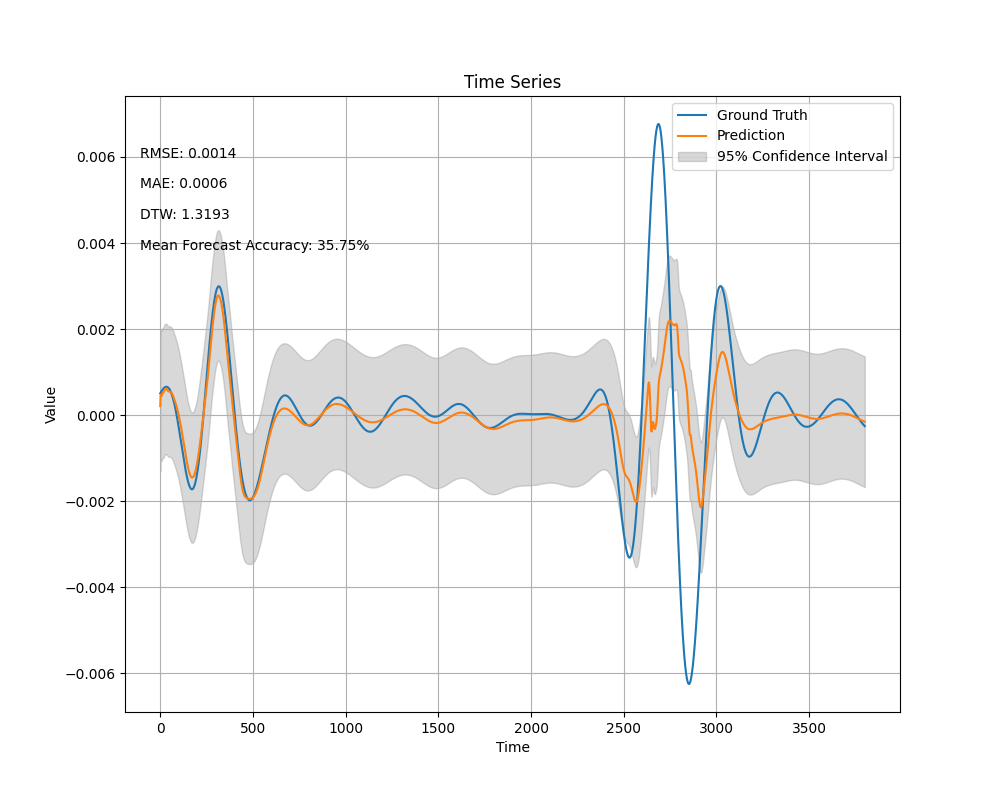 Time Series
Ground Truth
Prediction
95% Confidence Interval
RMSE: 0.0014
MAE: 0.0006
DTW: 1.3193
Mean Forecast Accuracy: 35.75%
Value
0.006
0.004
0.002
0.000
−0.002
−0.004
−0.006
0 500 1000 1500 2000 2500 3000 3500
Time